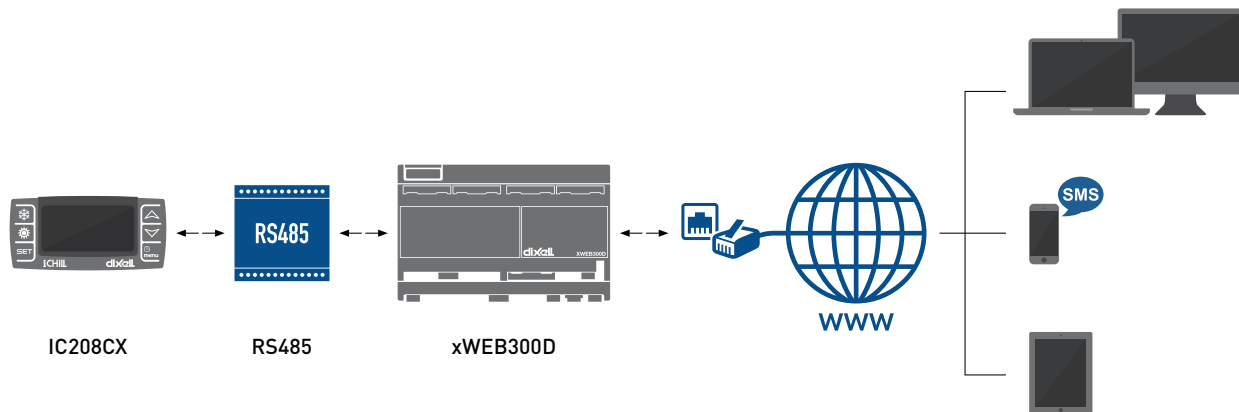 SMS
RS485
SET
menu
iCHILL
dixell
dixell
XWEB300D
www
IC208CX
RS485
xWEB300D